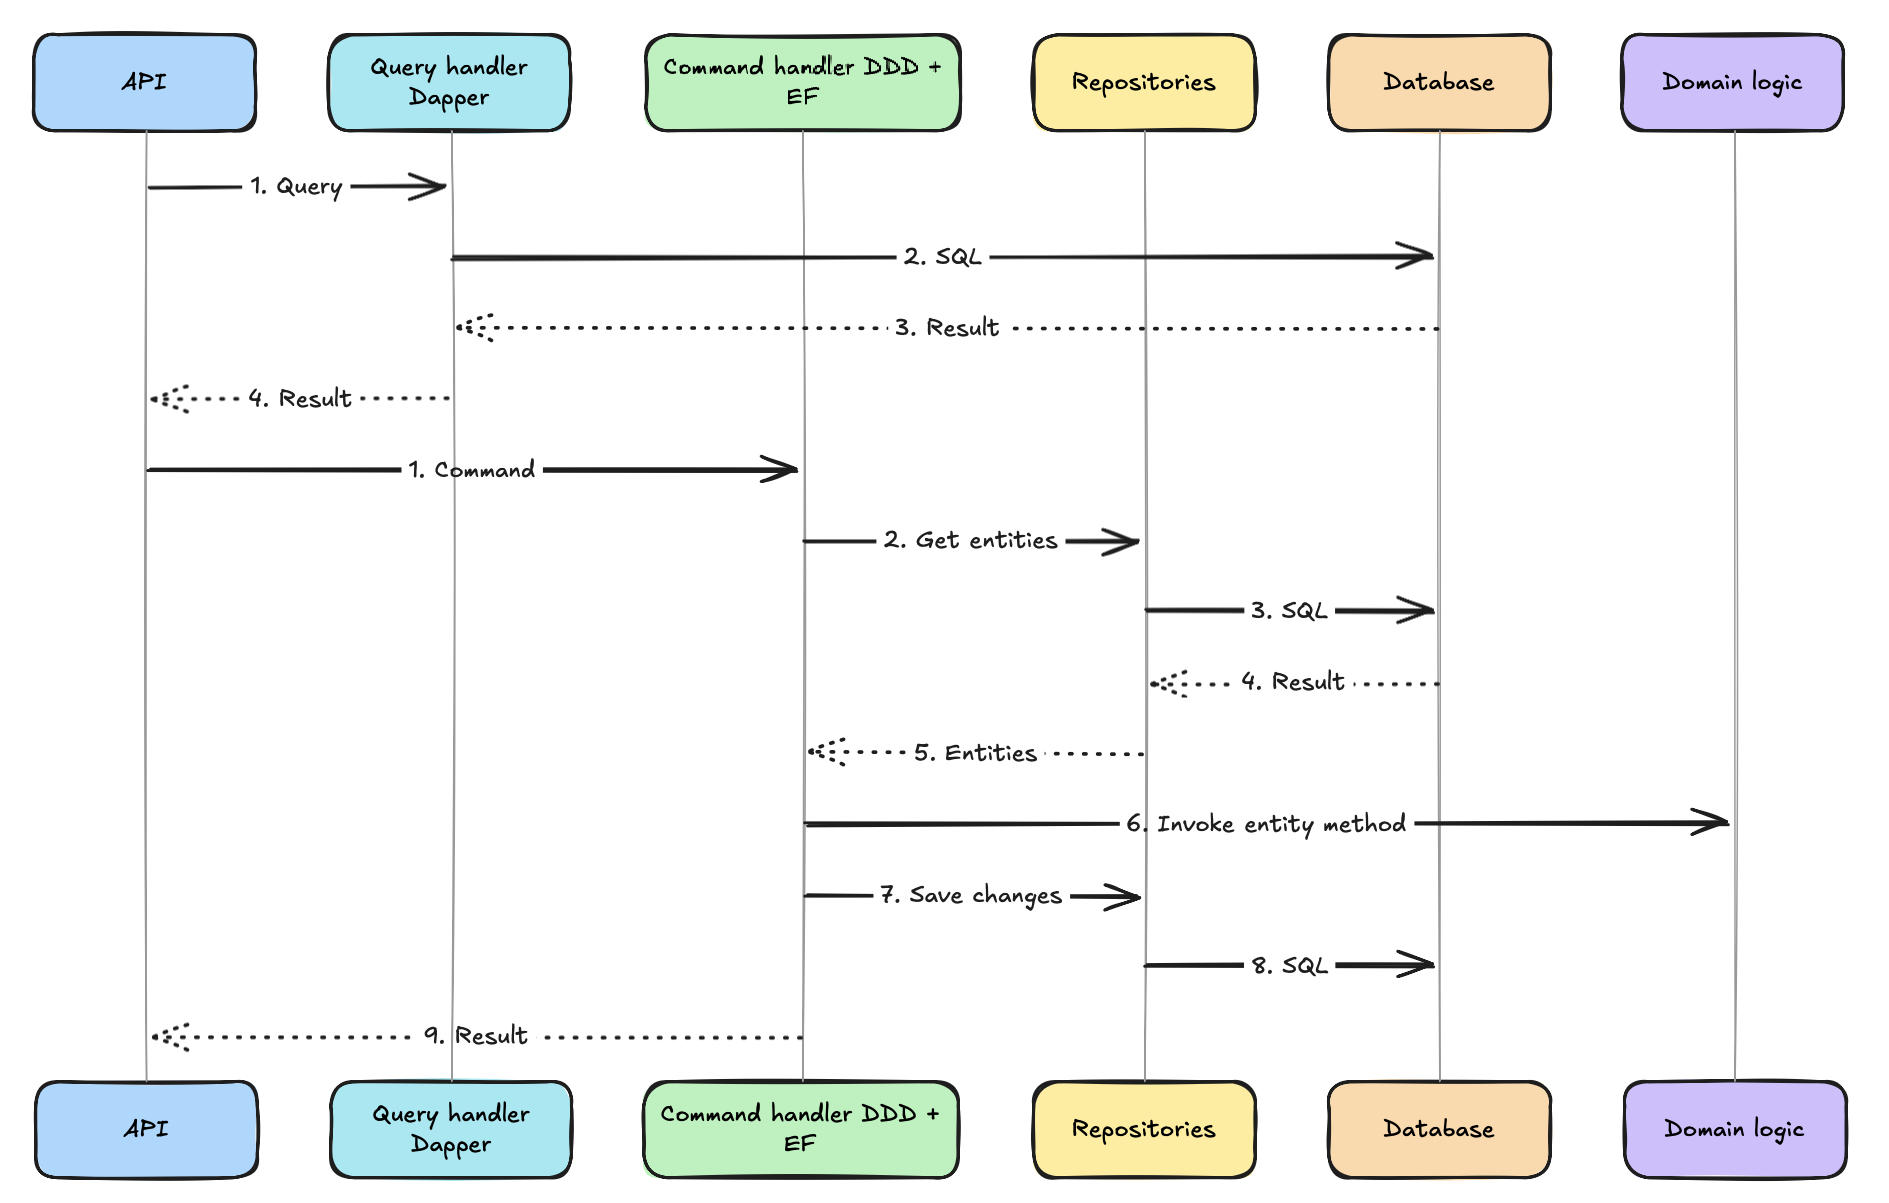 API
Query handler
Dapper
Command handler DDD +
EF
Repositories
Database
Domain logic
1. Query
2. SQL
3. Result
4. Result
1. Command
2. Get entities
3. SQL
4. Result
5. Entities
6. Invoke entity method
7. Save changes
8. SQL
9. Result
API
Query handler
Dapper
Command handler DDD +
EF
Repositories
Database
Domain logic